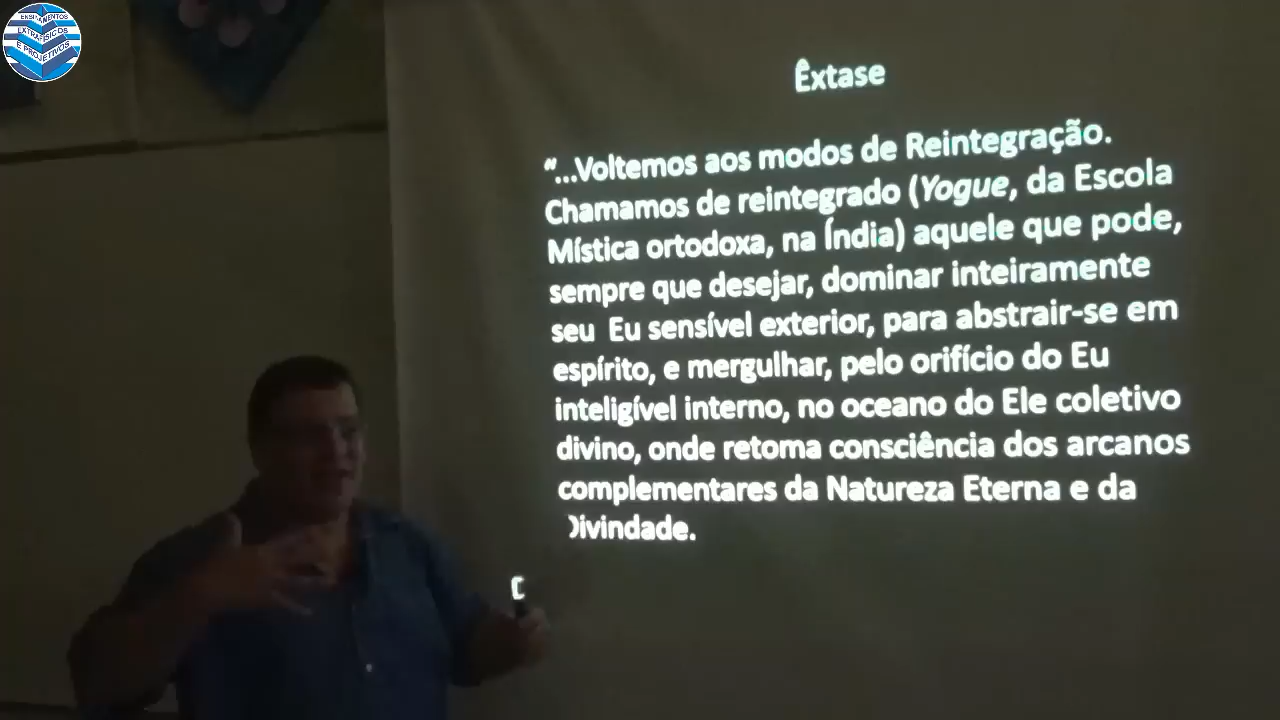 ENSINAMENTOS
EXTRAFÍSICOS
E PROJETIVOS
Êxtase
“...Voltemos aos modos de Reintegração.
Chamamos de reintegrado (Yogue, da Escola
Mística ortodoxa, na Índia) aquele que pode,
sempre que desejar, dominar inteiramente
seu Eu sensível exterior, para abstrair-se em
espírito, e mergulhar, pelo orifício do Eu
inteligível interno, no oceano do Ele coletivo
divino, onde retoma consciência dos arcanos
complementares da Natureza Eterna e da
Divindade.